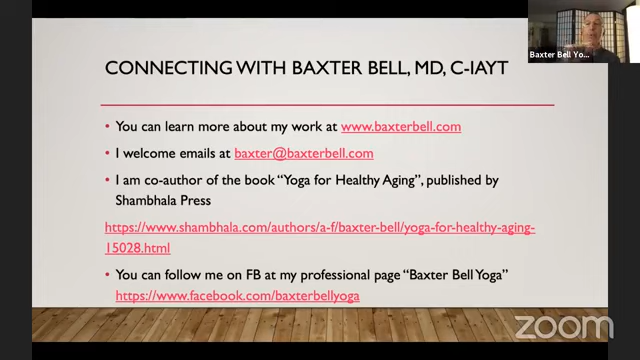 Baxter Bell Yo...
CONNECTING WITH BAXTER BELL, MD, C-IAYT
• You can learn more about my work at www.baxterbell.com
• I welcome emails at baxter@baxterbell.com
• I am co-author of the book “Yoga for Healthy Aging”, published by
Shambhala Press
https://www.shambhala.com/authors/a-f/baxter-bell/yoga-for-healthy-aging-
15028.html
• You can follow me on FB at my professional page “Baxter Bell Yoga”
https://www.facebook.com/baxterbellyoga
zoom